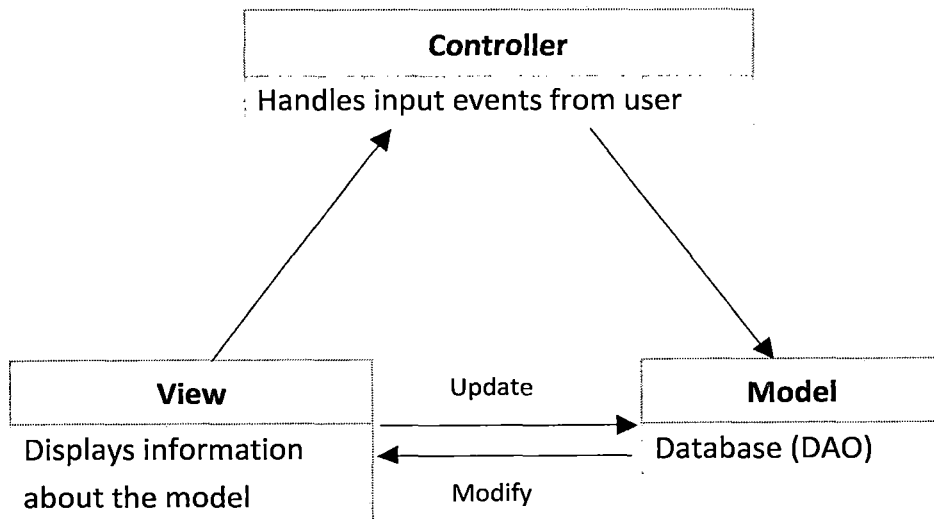 Controller
Handles input events from user
View
Update
Model
Displays information
Database (DAO)
about the model
Modify